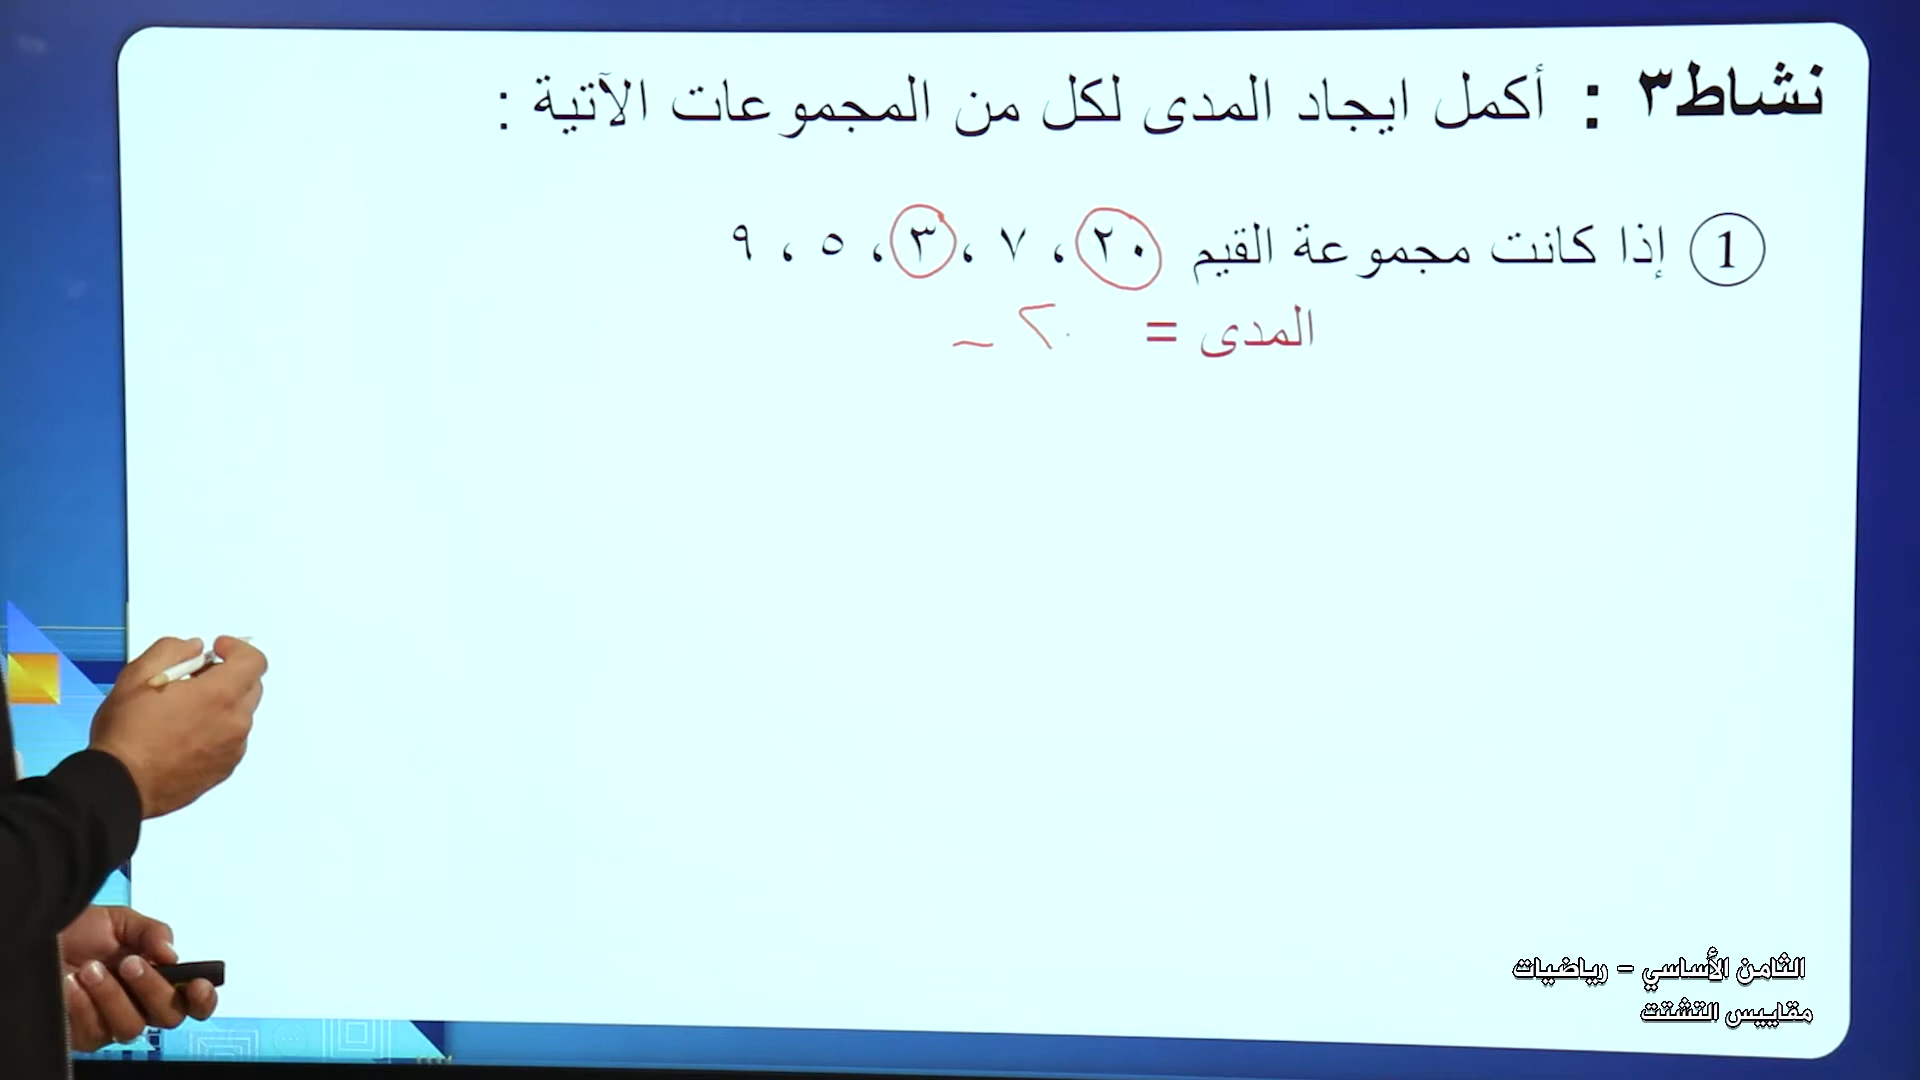 نشاط٣ : أكمل ايجاد المدى لكل من المجموعات الآتية :
1 إذا كانت مجموعة القيم ٢٠ ، ٧ ، ٣ ، ٥ ، ٩
المدى = ٢٠ -
الثامن الأساسي - رياضيات
مقاييس التشتت